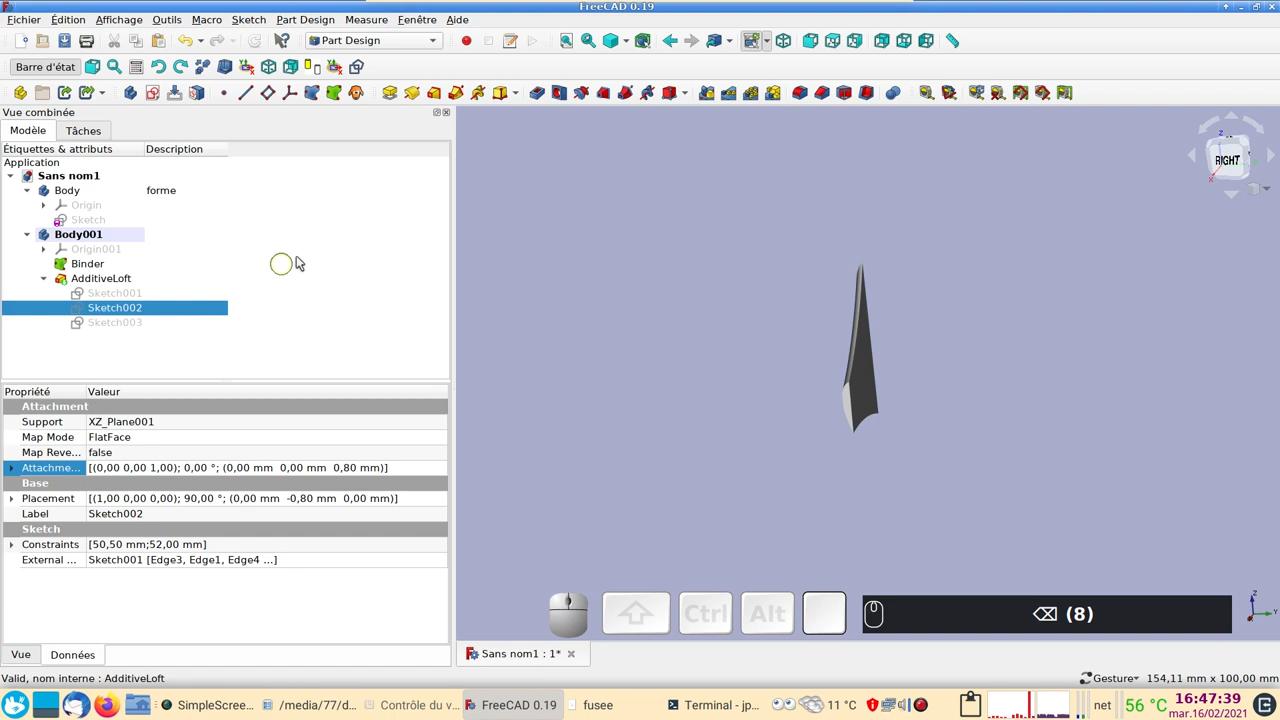 FreeCAD 0.19
Fichier Édition Affichage Outils Macro Sketch Part Design Measure Fenêtre Aide
Part Design
Barre d'état
Vue combinée
Modèle Tâches
Étiquettes & attributs Description
Application
Sans nom1
Body forme
Origin
Sketch
Body001
Origin001
Binder
AdditiveLoft
Sketch001
Sketch002
Sketch003
Z
RIGHT
X
Propriété Valeur
Attachment
Support XZ_Plane001
Map Mode FlatFace
Map Reve... false
Attachme... [(0,00 0,00 1,00); 0,00 °; (0,00 mm 0,00 mm 0,80 mm)]
Base
Placement [(1,00 0,00 0,00); 90,00 °; (0,00 mm -0,80 mm 0,00 mm)]
Label Sketch002
Sketch
Constraints [50,50 mm;52,00 mm]
External ... Sketch001 [Edge3, Edge1, Edge4 ...]
Ctrl Alt ⌫ (8)
Z
Y
Vue Données
Sans nom1 : 1*
Valid, nom interne : AdditiveLoft
Gesture 154,11 mm x 100,00 mm
SimpleScree... /media/77/d... Contrôle du v... FreeCAD 0.19 fusee Terminal - jp... 11 °C net 56 °C 16:47:39
mar.16/02/2021